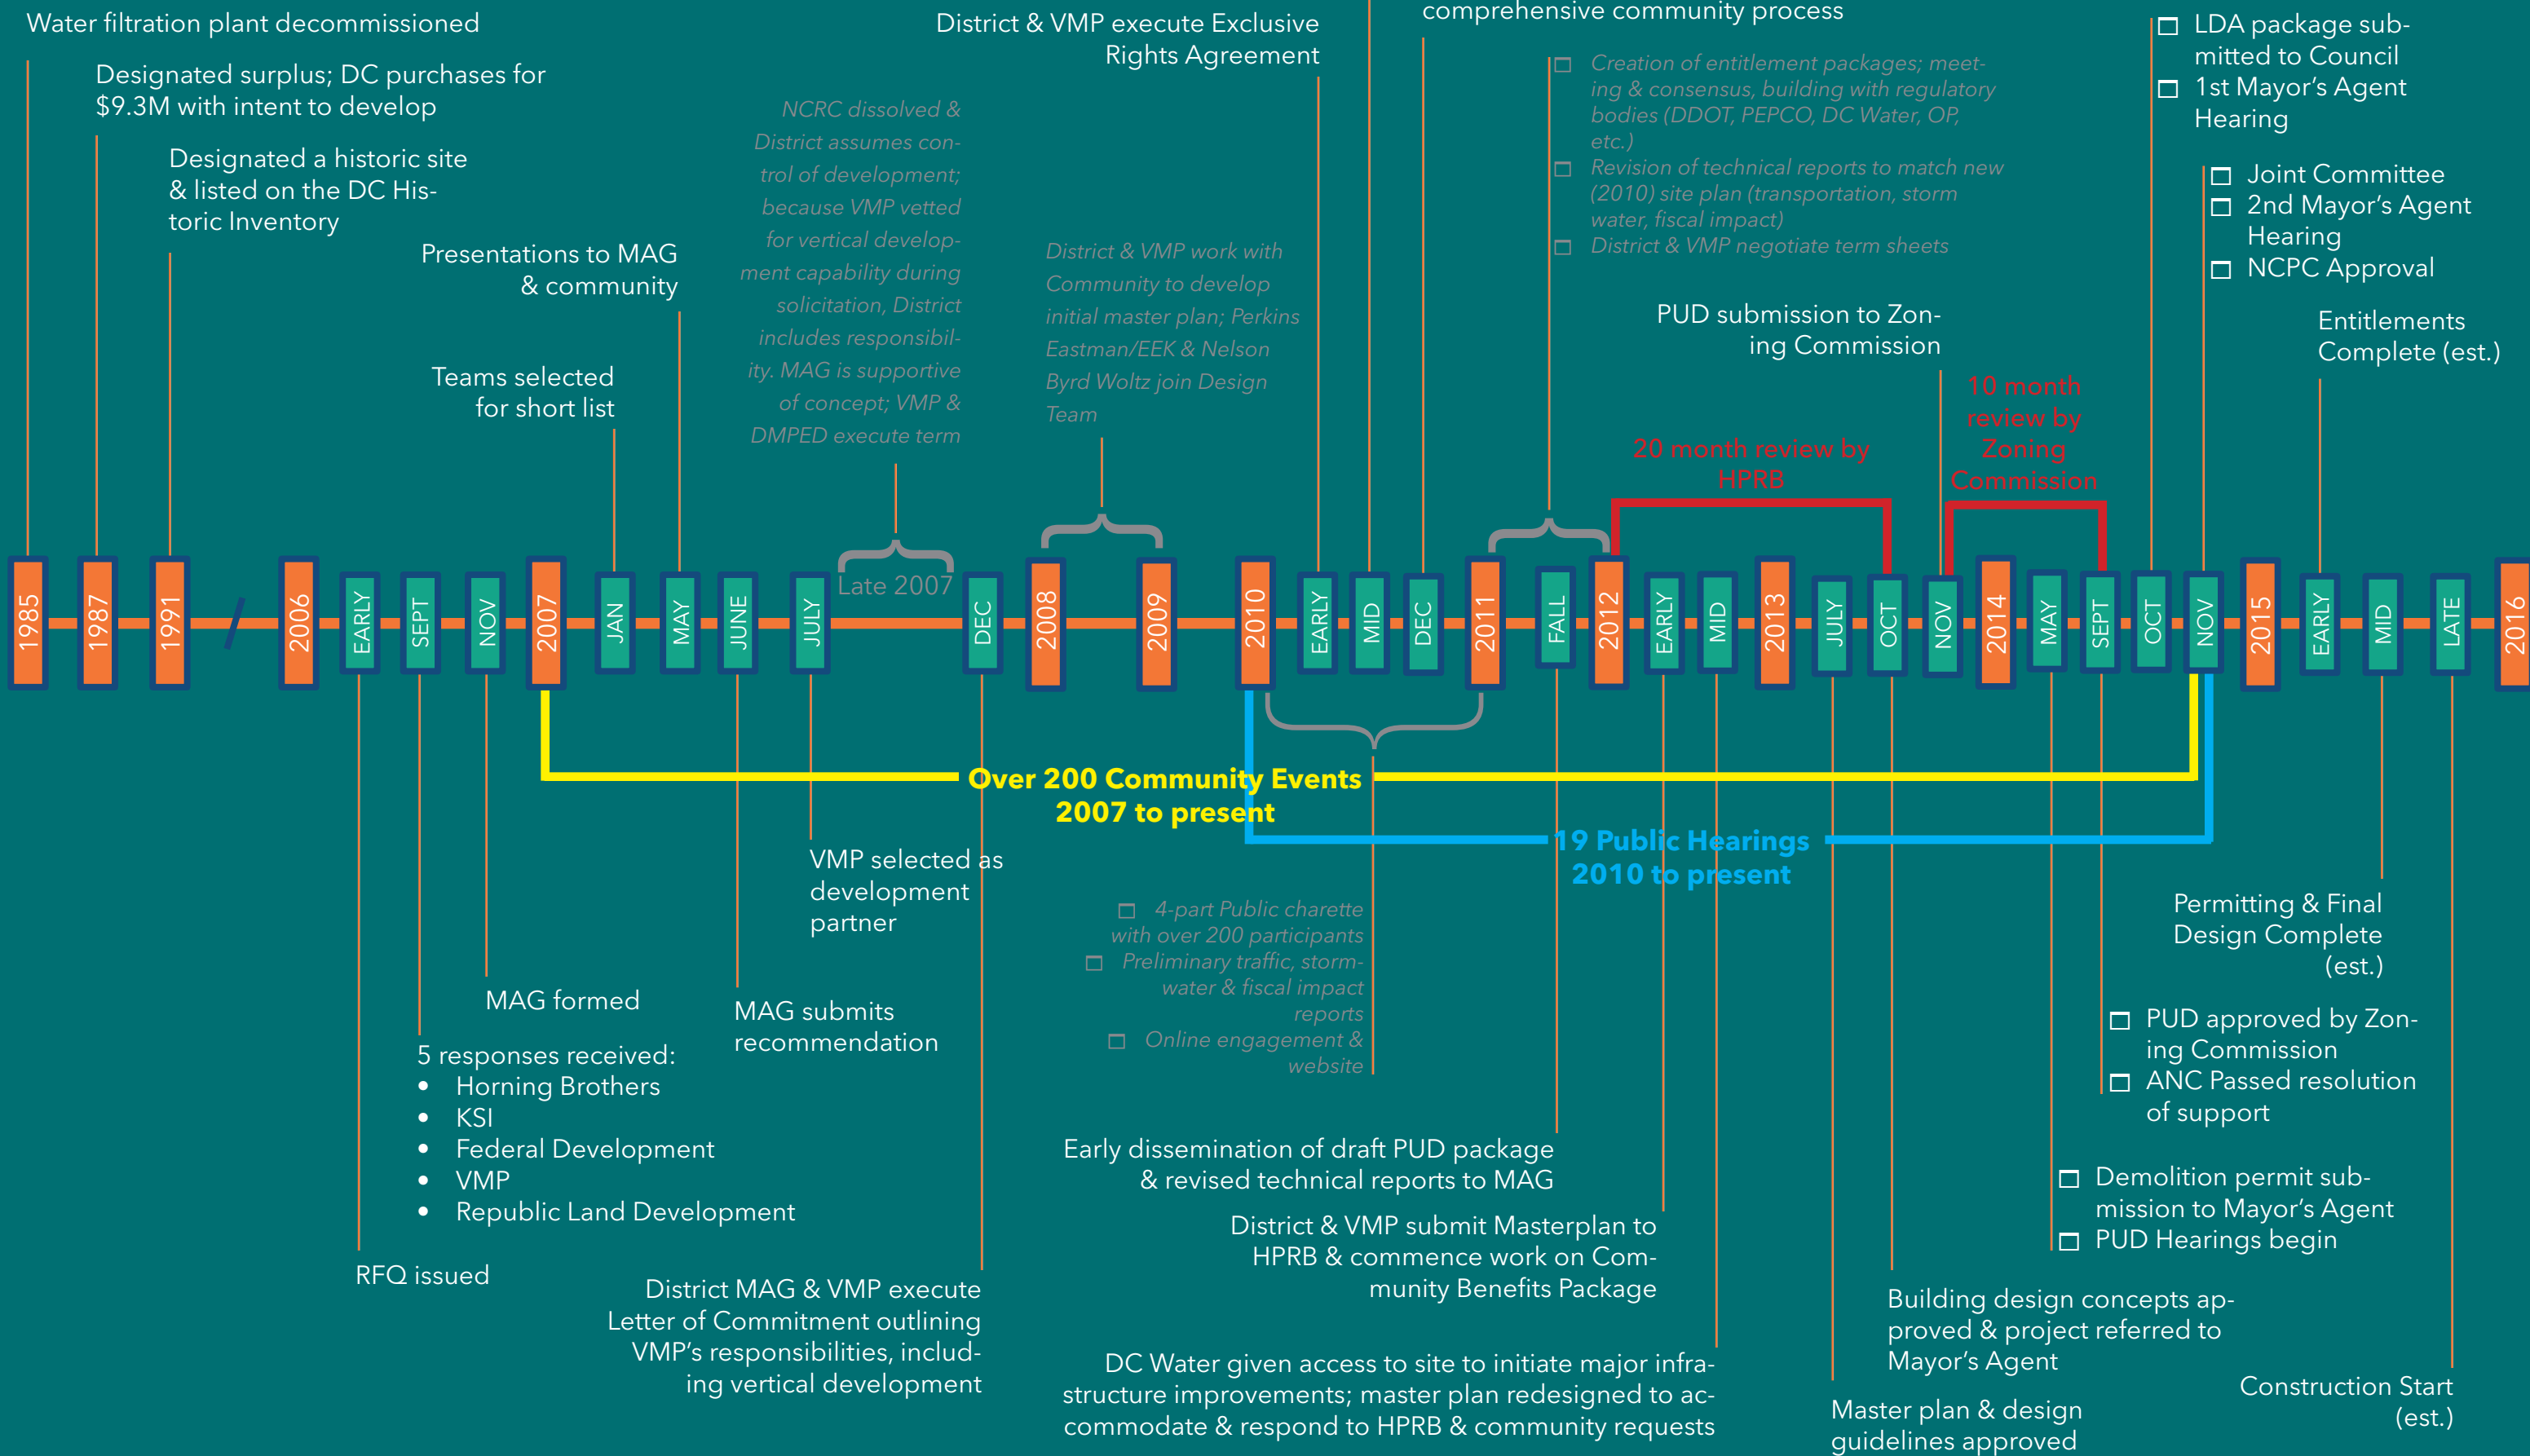 Water filtration plant decommissioned
Designated surplus; DC purchases for
$9.3M with intent to develop
Designated a historic site
& listed on the DC His-
toric Inventory
Presentations to MAG
& community
Teams selected
for short list
NCRC dissolved &
District assumes con-
trol of development;
because VMP vetted
for vertical develop-
ment capability during
solicitation, District
includes responsibil-
ity. MAG is supportive
of concept; VMP &
DMPED execute term
District & VMP execute Exclusive
Rights Agreement
District & VMP work with
Community to develop
initial master plan; Perkins
Eastman/EEK & Nelson
Byrd Woltz join Design
Team
comprehensive community process
Creation of entitlement packages; meet-
ing & consensus, building with regulatory
bodies (DDOT, PEPCO, DC Water, OP,
etc.)
Revision of technical reports to match new
(2010) site plan (transportation, storm
water, fiscal impact)
District & VMP negotiate term sheets
PUD submission to Zon-
ing Commission
20 month review by
HPRB
10 month
review by
Zoning
Commission
LDA package sub-
mitted to Council
1st Mayor's Agent
Hearing
Joint Committee
2nd Mayor's Agent
Hearing
NCPC Approval
Entitlements
Complete (est.)
1985
1987
1991
2006
EARLY
SEPT
NOV
2007
JAN
MAY
JUNE
JULY
Late 2007
DEC
2008
2009
2010
EARLY
MID
DEC
2011
FALL
2012
EARLY
MID
2013
JULY
OCT
NOV
2014
MAY
SEPT
OCT
NOV
2015
EARLY
MID
LATE
2016
Over 200 Community Events
2007 to present
19 Public Hearings
2010 to present
VMP selected as
development
partner
MAG formed
MAG submits
recommendation
5 responses received:
• Horning Brothers
• KSI
• Federal Development
• VMP
• Republic Land Development
RFQ issued
District MAG & VMP execute
Letter of Commitment outlining
VMP's responsibilities, includ-
ing vertical development
4-part Public charette
with over 200 participants
Preliminary traffic, storm-
water & fiscal impact
reports
Online engagement &
website
Early dissemination of draft PUD package
& revised technical reports to MAG
District & VMP submit Masterplan to
HPRB & commence work on Com-
munity Benefits Package
DC Water given access to site to initiate major infra-
structure improvements; master plan redesigned to ac-
commodate & respond to HPRB & community requests
Master plan & design
guidelines approved
Building design concepts ap-
proved & project referred to
Mayor's Agent
Demolition permit sub-
mission to Mayor's Agent
PUD Hearings begin
PUD approved by Zon-
ing Commission
ANC Passed resolution
of support
Permitting & Final
Design Complete
(est.)
Construction Start
(est.)